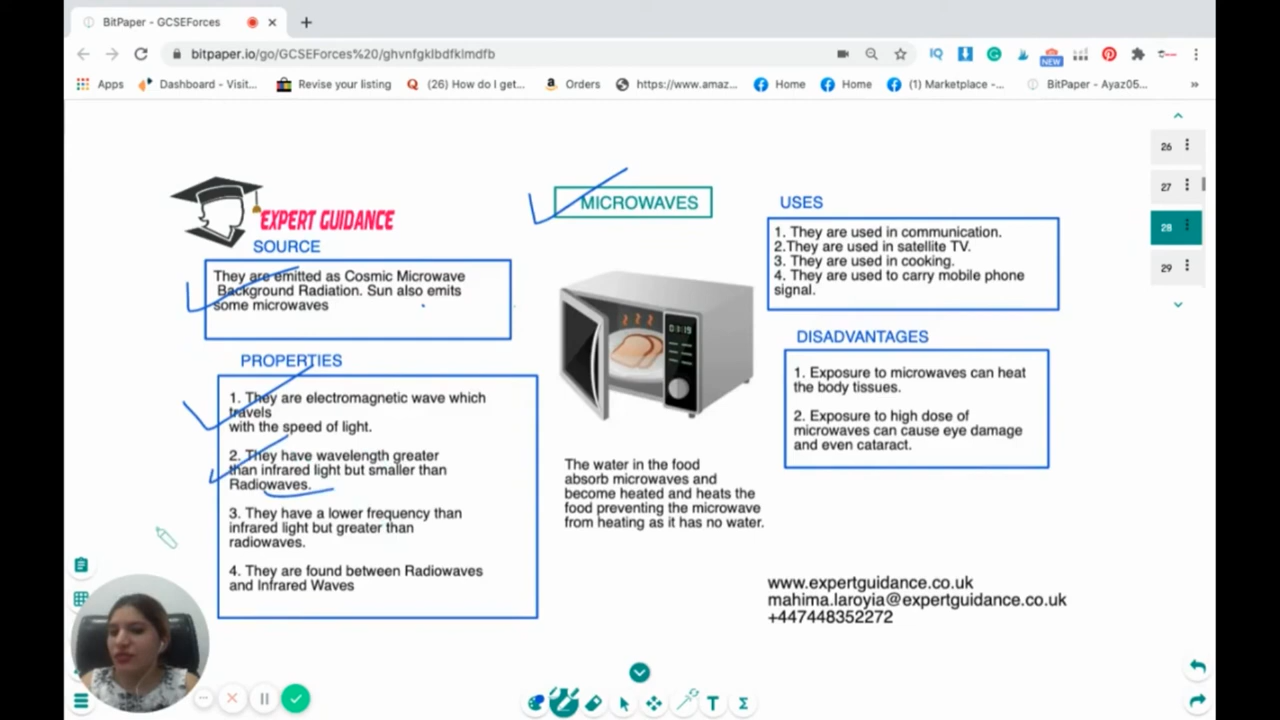 BitPaper - GCSEForces
bitpaper.io/go/GCSEForces%20/ghvnfgklbdfklmdfb
NEW
Apps
Dashboard - Visit...
Revise your listing
(26) How do I get...
Orders
https://www.amaz...
Home
Home
(1) Marketplace -...
BitPaper - Ayaz05...
»
26
27
28
29
EXPERT GUIDANCE
SOURCE
They are emitted as Cosmic Microwave
Background Radiation. Sun also emits
some microwaves
PROPERTIES
1. They are electromagnetic wave which
travels
with the speed of light.
2. They have wavelength greater
than infrared light but smaller than
Radiowaves.
3. They have a lower frequency than
infrared light but greater than
radiowaves.
4. They are found between Radiowaves
and Infrared Waves
MICROWAVES
01:19
The water in the food
absorb microwaves and
become heated and heats the
food preventing the microwave
from heating as it has no water.
USES
1. They are used in communication.
2.They are used in satellite TV.
3. They are used in cooking.
4. They are used to carry mobile phone
signal.
DISADVANTAGES
1. Exposure to microwaves can heat
the body tissues.
2. Exposure to high dose of
microwaves can cause eye damage
and even cataract.
www.expertguidance.co.uk
mahima.laroyia@expertguidance.co.uk
+447448352272